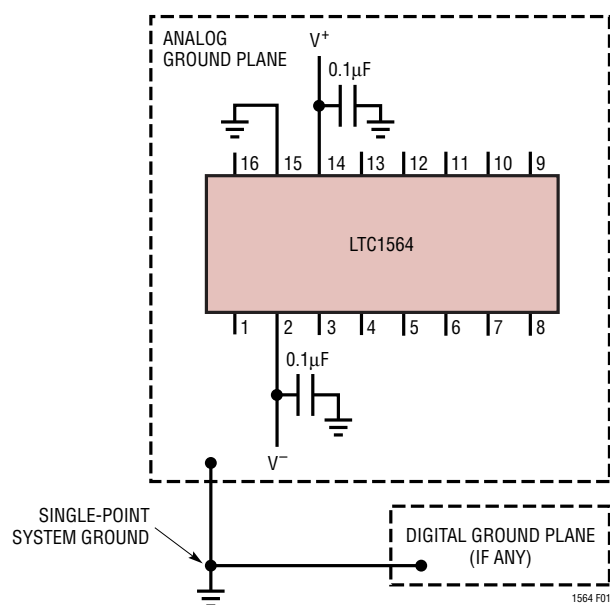 ANALOG
GROUND PLANE
V+
0.1µF
16 15 14 13 12 11 10 9
LTC1564
1 2 3 4 5 6 7 8
0.1µF
V–
SINGLE-POINT
SYSTEM GROUND
DIGITAL GROUND PLANE
(IF ANY)
1564 F01